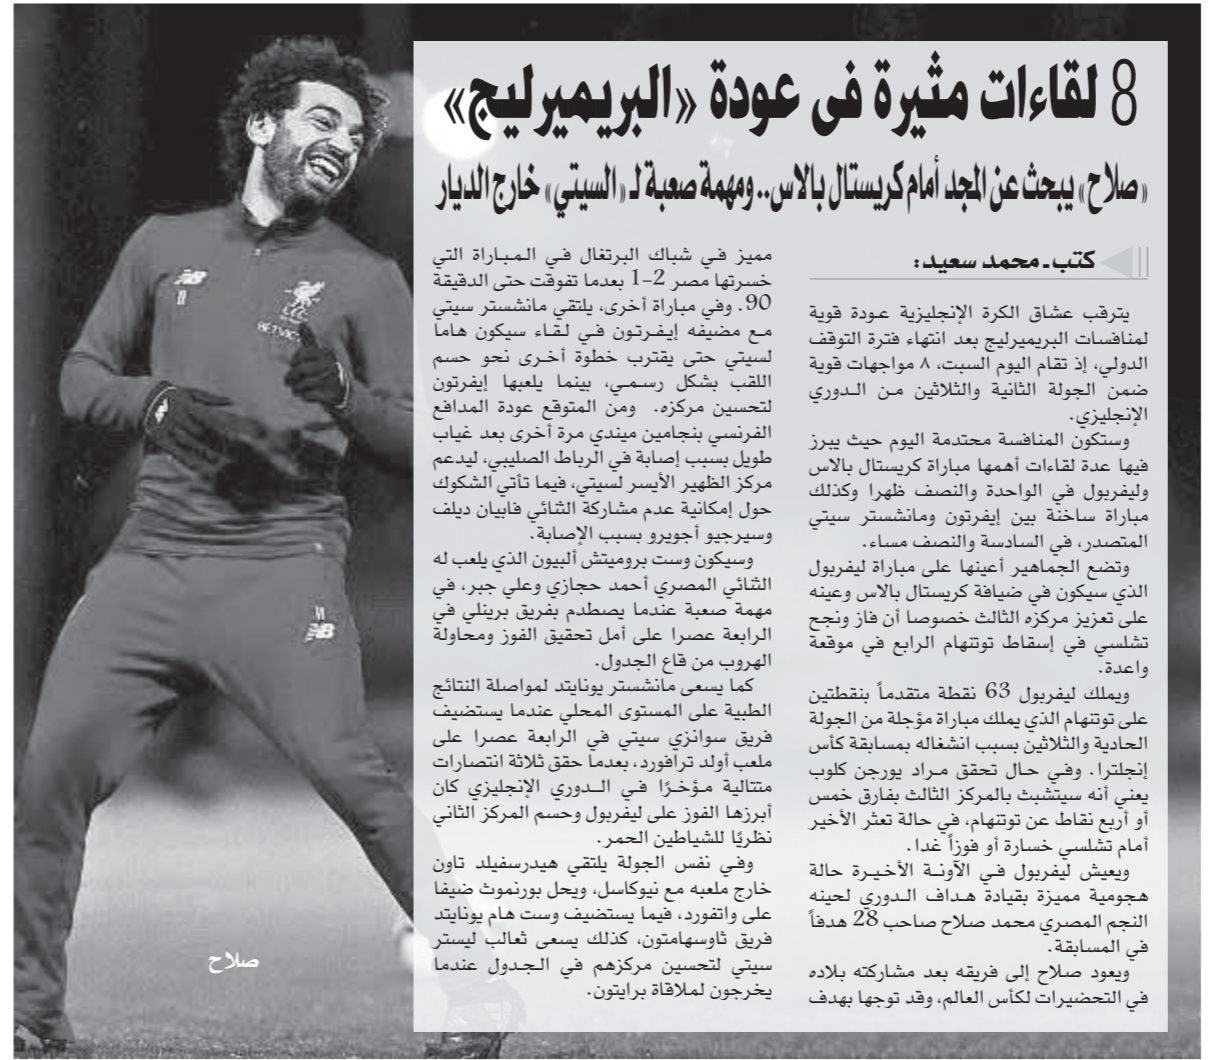 8 لقاءات مثيرة فى عودة «البريميرليج»
«صلاح» يبحث عن المجد أمام كريستال بالاس.. ومهمة صعبة لـ «السيتي» خارج الديار
كتب ـ محمد سعيد:
يترقب عشاق الكرة الإنجليزية عودة قوية
لمنافسات البريميرليج بعد انتهاء فترة التوقف
الدولي، إذ تقام اليوم السبت، ٨ مواجهات قوية
ضمن الجولة الثانية والثلاثين من الدوري
الإنجليزي.
وستكون المنافسة محتدمة اليوم حيث يبرز
فيها عدة لقاءات أهمها مباراة كريستال بالاس
وليفربول في الواحدة والنصف ظهرا وكذلك
مباراة ساخنة بين إيفرتون ومانشستر سيتي
المتصدر، في السادسة والنصف مساء.
وتضع الجماهير أعينها على مباراة ليفربول
الذي سيكون في ضيافة كريستال بالاس وعينه
على تعزيز مركزه الثالث خصوصا أن فاز ونجح
تشلسي في إسقاط توتنهام الرابع في موقعة
واعدة.
ويملك ليفربول 63 نقطة متقدماً بنقطتين
على توتنهام الذي يملك مباراة مؤجلة من الجولة
الحادية والثلاثين بسبب انشغاله بمسابقة كأس
إنجلترا. وفي حال تحقق مراد يورجن كلوب
يعني أنه سيتشبث بالمركز الثالث بفارق خمس
أو أربع نقاط عن توتنهام، في حالة تعثر الأخير
أمام تشلسي خسارة أو فوزاً غدا.
ويعيش ليفربول في الآونة الأخيرة حالة
هجومية مميزة بقيادة هداف الدوري لحينه
النجم المصري محمد صلاح صاحب 28 هدفاً
في المسابقة.
ويعود صلاح إلى فريقه بعد مشاركته بلاده
في التحضيرات لكأس العالم، وقد توجها بهدف
مميز في شباك البرتغال في المباراة التي
خسرتها مصر 2-1 بعدما تفوقت حتى الدقيقة
90. وفي مباراة أخرى، يلتقي مانشستر سيتي
مع مضيفه إيفرتون في لقاء سيكون هاما
لسيتي حتى يقترب خطوة أخرى نحو حسم
اللقب بشكل رسمي، بينما يلعبها إيفرتون
لتحسين مركزه. ومن المتوقع عودة المدافع
الفرنسي بنجامين ميندي مرة أخرى بعد غياب
طويل بسبب إصابة في الرباط الصليبي، ليدعم
مركز الظهير الأيسر لسيتي، فيما تأتي الشكوك
حول إمكانية عدم مشاركة الثنائي فابيان ديلف
وسيرجيو أجويرو بسبب الإصابة.
وسيكون وست بروميتش ألبيون الذي يلعب له
الثنائي المصري أحمد حجازي وعلي جبر، في
مهمة صعبة عندما يصطدم بفريق بريننلي في
الرابعة عصرا على أمل تحقيق الفوز ومحاولة
الهروب من قاع الجدول.
كما يسعى مانشستر يونايتد لمواصلة النتائج
الطبية على المستوى المحلي عندما يستضيف
فريق سوانزي سيتي في الرابعة عصرا على
ملعب أولد ترافورد، بعدما حقق ثلاثة انتصارات
متتالية مؤخرًا في الدوري الإنجليزي كان
أبرزها الفوز على ليفربول وحسم المركز الثاني
نظريًا للشياطين الحمر.
وفي نفس الجولة يلتقي هيدرسفيلد تاون
خارج ملعبه مع نيوكاسل، ويحل بورنموث ضيفا
على واتفورد، فيما يستضيف وست هام يونايتد
فريق ثاوسهامتون، كذلك يسعى ثعالب ليستر
سيتي لتحسين مركزهم في الجدول عندما
يخرجون لملاقاة برايتون.
صلاح